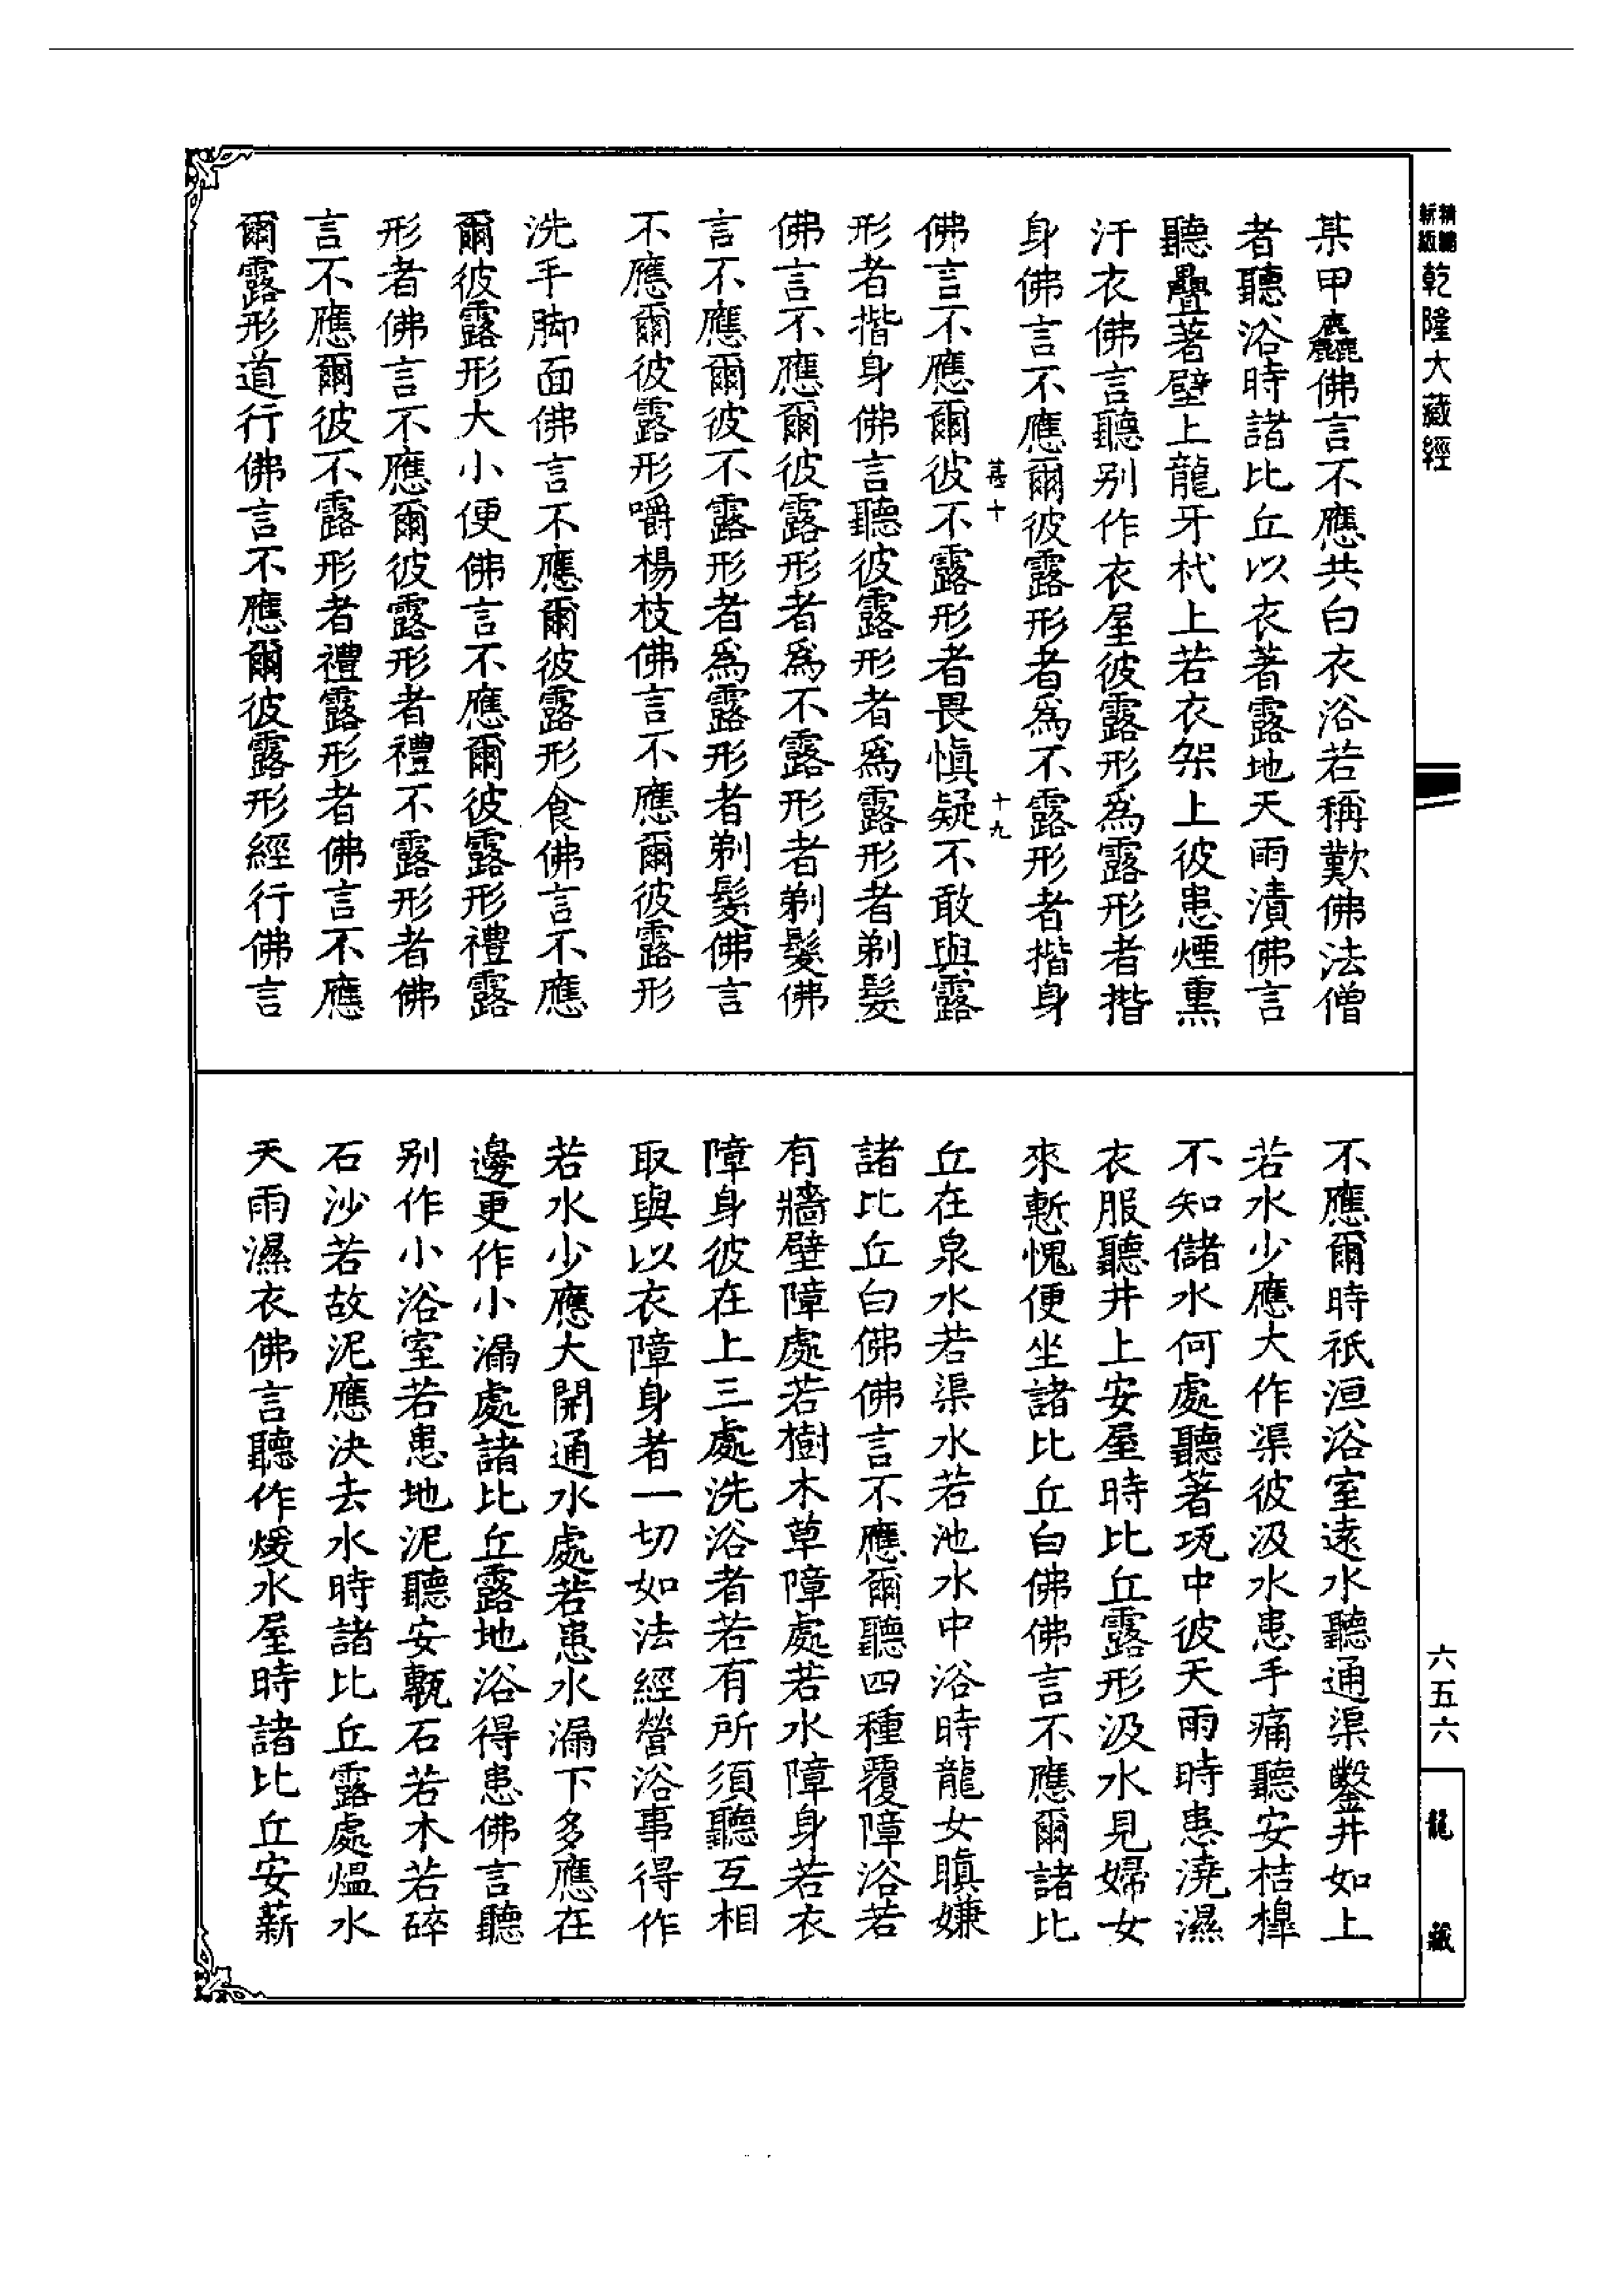 精編
新版
乾隆大藏經
某甲麤佛言不應共白衣浴若稱歎佛法僧
者聽浴時諸比丘以衣著露地天雨漬佛言
聽疊著壁上龍牙杙上若衣架上彼患煙熏
汗衣佛言聽別作衣屋彼露形為露形者揩
身佛言不應爾彼露形者為不露形者揩身
甚十
十九
佛言不應爾彼不露形者畏慎疑不敢與露
形者揩身佛言聽彼露形者為露形者剃髮
佛言不應爾彼露形者為不露形者剃髮佛
言不應爾彼不露形者為露形者剃髮佛言
不應爾彼露形嚼楊枝佛言不應爾彼露形
洗手脚面佛言不應爾彼露形食佛言不應
爾彼露形大小便佛言不應爾彼露形禮露
形者佛言不應爾彼露形者禮不露形者佛
言不應爾彼不露形者禮露形者佛言不應
爾露形道行佛言不應爾彼露形經行佛言
不應爾時祇洹浴室遠水聽通渠鑿井如上
若水少應大作渠彼汲水患手痛聽安桔橰
不知儲水何處聽著瓨中彼天雨時患澆濕
衣服聽井上安屋時比丘露形汲水見婦女
來慙愧便坐諸比丘白佛佛言不應爾諸比
丘在泉水若渠水若池水中浴時龍女瞋嫌
諸比丘白佛佛言不應爾聽四種覆障浴若
有牆壁障處若樹木草障處若水障身若衣
障身彼在上三處洗浴者若有所須聽互相
取與以衣障身者一切如法經營浴事得作
若水少應大開通水處若患水漏下多應在
邊更作小漏處諸比丘露地浴得患佛言聽
別作小浴室若患地泥聽安甎石若木若碎
石沙若故泥應決去水時諸比丘露處熅水
天雨濕衣佛言聽作煖水屋時諸比丘安薪
六五六
龍藏